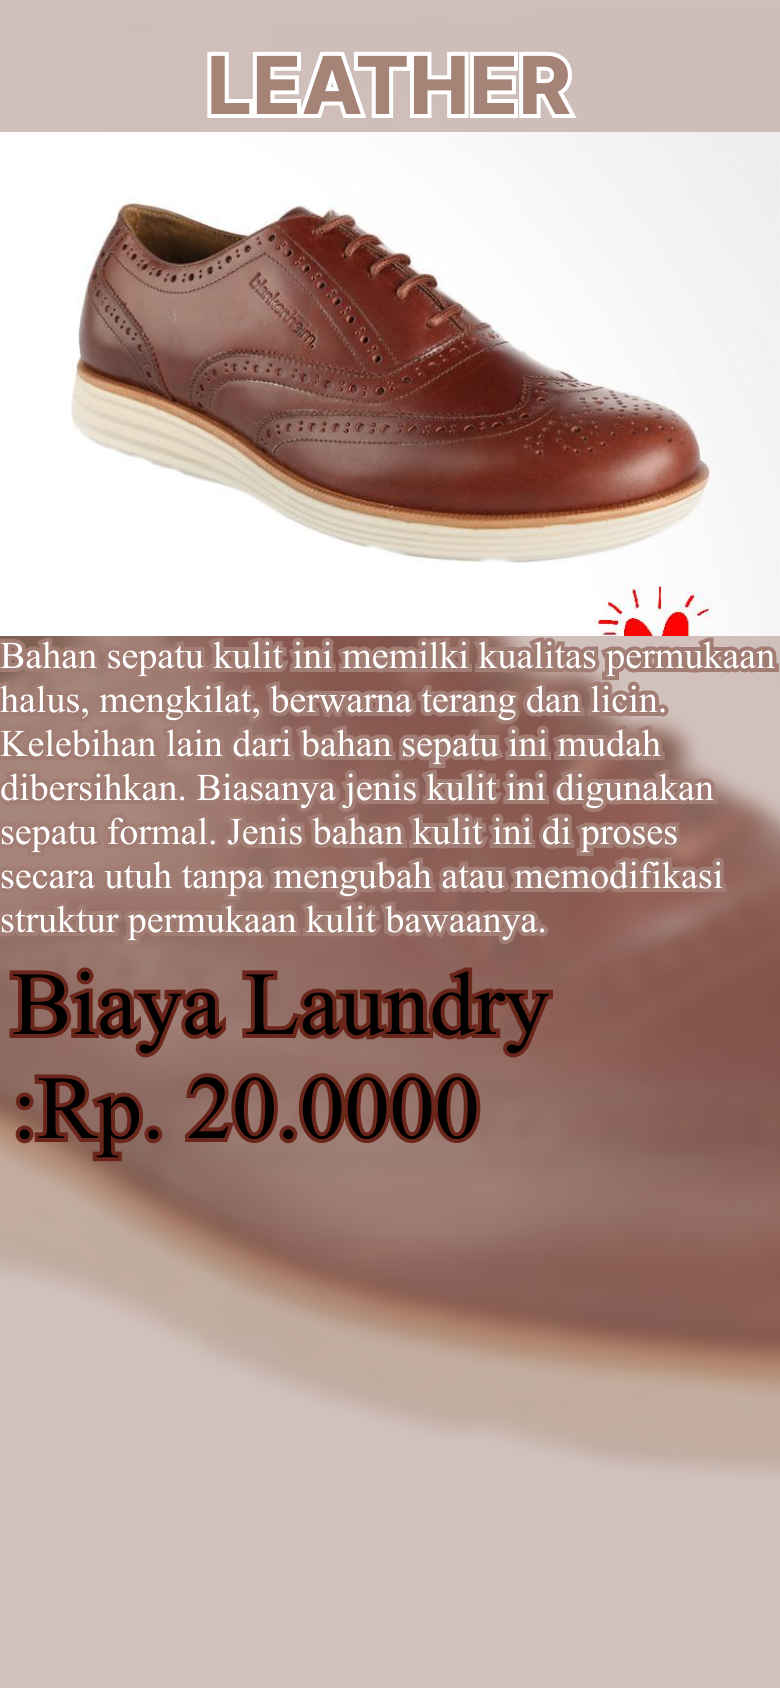 LEATHER
blankenheim.
Bahan sepatu kulit ini memilki kualitas permukaan
halus, mengkilat, berwarna terang dan licin.
Kelebihan lain dari bahan sepatu ini mudah
dibersihkan. Biasanya jenis kulit ini digunakan
sepatu formal. Jenis bahan kulit ini di proses
secara utuh tanpa mengubah atau memodifikasi
struktur permukaan kulit bawaanya.
Biaya Laundry
:Rp. 20.0000